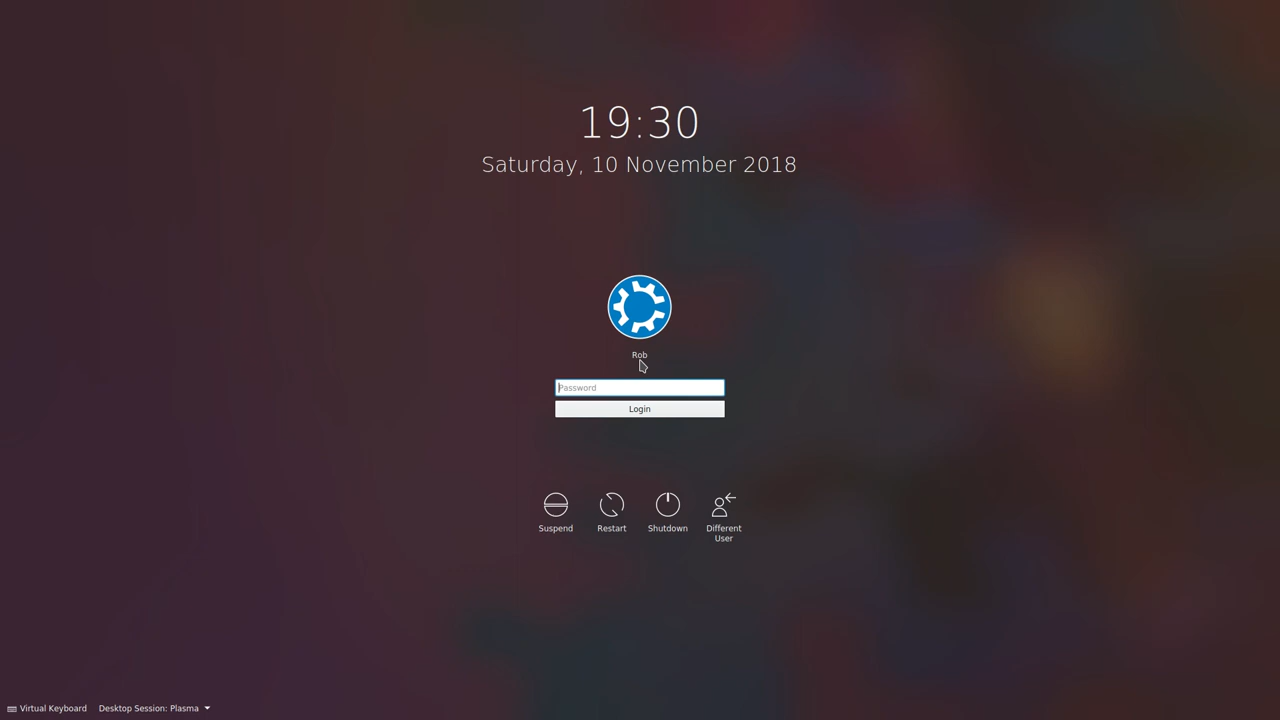 19:30
Saturday, 10 November 2018
Rob
Password
Login
Suspend
Restart
Shutdown
Different
User
Virtual Keyboard
Desktop Session: Plasma